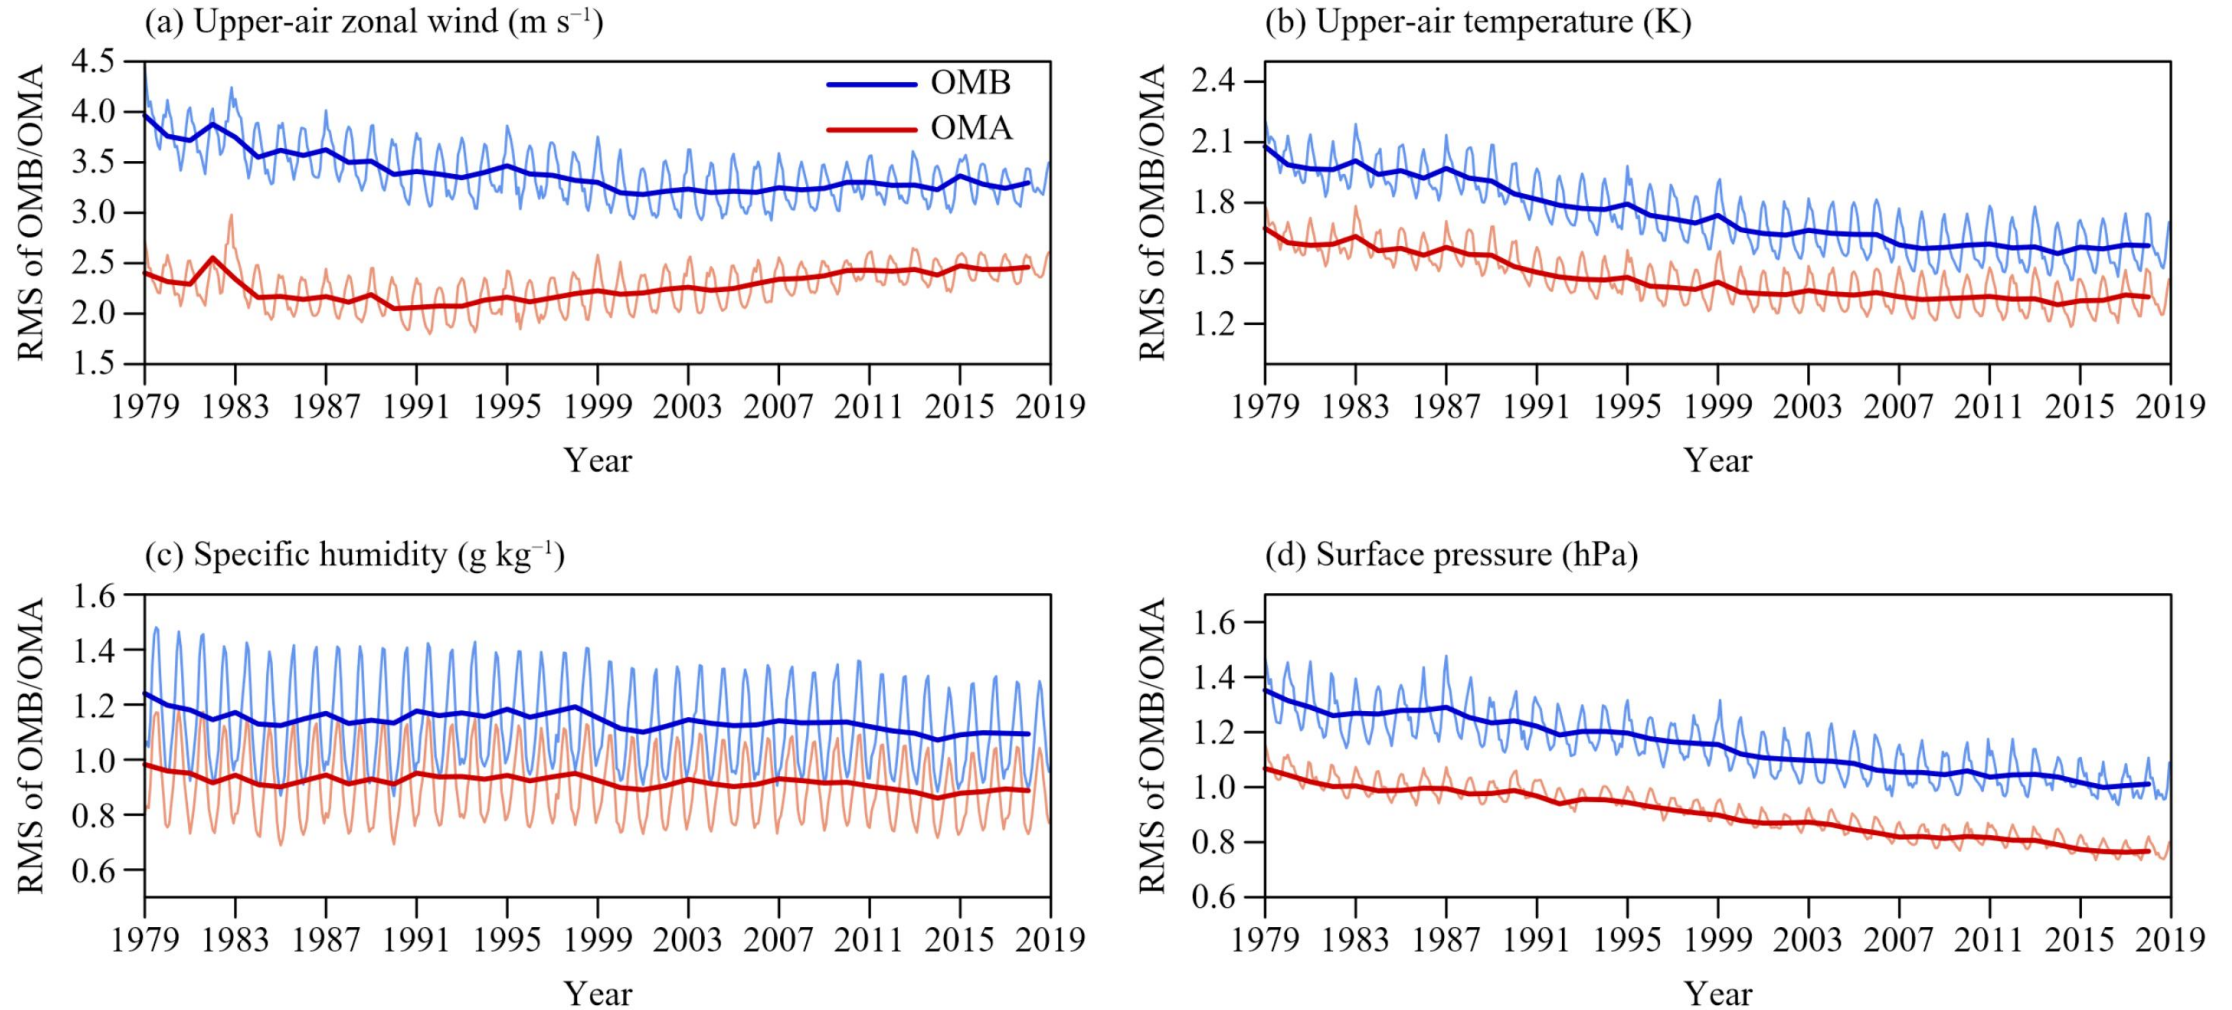 (a) Upper-air zonal wind (m s⁻¹)
RMS of OMB/OMA
4.5
4.0
3.5
3.0
2.5
2.0
1.5
OMB
OMA
1979 1983 1987 1991 1995 1999 2003 2007 2011 2015 2019
Year
(b) Upper-air temperature (K)
RMS of OMB/OMA
2.4
2.1
1.8
1.5
1.2
1979 1983 1987 1991 1995 1999 2003 2007 2011 2015 2019
Year
(c) Specific humidity (g kg⁻¹)
RMS of OMB/OMA
1.6
1.4
1.2
1.0
0.8
0.6
1979 1983 1987 1991 1995 1999 2003 2007 2011 2015 2019
Year
(d) Surface pressure (hPa)
RMS of OMB/OMA
1.6
1.4
1.2
1.0
0.8
0.6
1979 1983 1987 1991 1995 1999 2003 2007 2011 2015 2019
Year